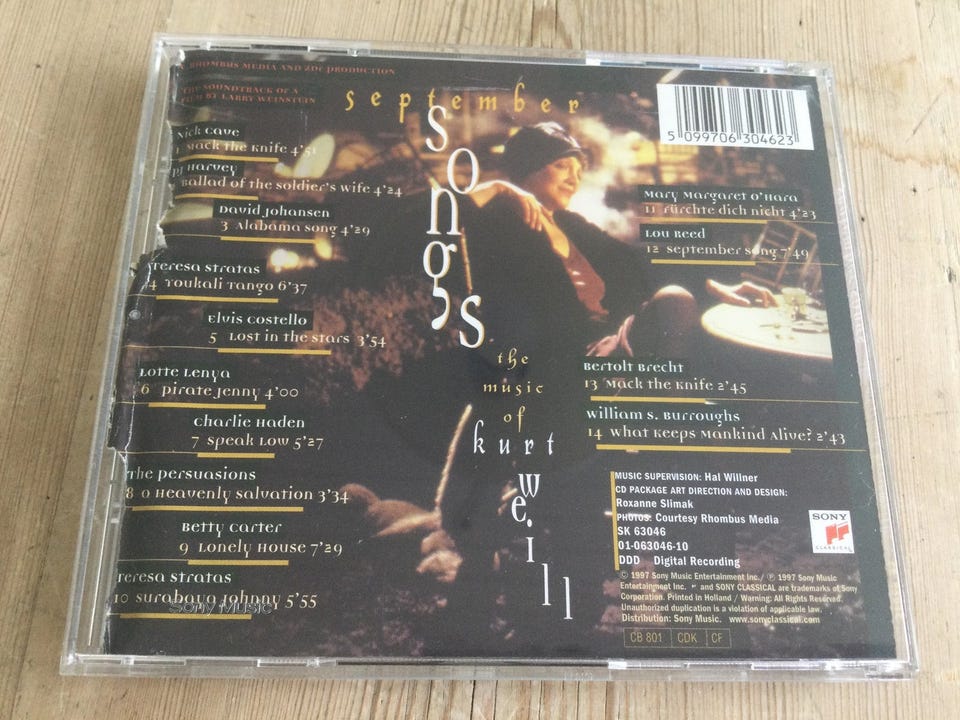 RHOMBUS MEDIA AND ZDF PRODUCTION
THE SOUNDTRACK OF A
FILM BY LARRY WEINSTEIN
september
songs
the
music
of
kurt
weill
5 099706 304623
Nick Cave
1 Mack the Knife 4'51
PJ Harvey
Ballad of the Soldier's Wife 4'24
David Johansen
3 Alabama Song 4'29
Teresa Stratas
4 Youkali Tango 6'37
Elvis Costello
5 Lost in the Stars 3'54
Lotte Lenya
6 Pirate Jenny 4'00
Charlie Haden
7 Speak Low 5'27
The Persuasions
8 O Heavenly Salvation 3'34
Betty Carter
9 Lonely House 7'29
Teresa Stratas
10 Surabaya Johnny 5'55
Sony Music
Mary Margaret O'Hara
11 Fürchte dich nicht 4'23
Lou Reed
12 September Song 7'49
Bertolt Brecht
13 Mack the Knife 2'45
William S. Burroughs
14 What Keeps Mankind Alive? 2'43
MUSIC SUPERVISION: Hal Willner
CD PACKAGE ART DIRECTION AND DESIGN:
Roxanne Slimak
PHOTOS: Courtesy Rhombus Media
SK 63046
01-063046-10
DDD Digital Recording
SONY
CLASSICAL
© 1997 Sony Music Entertainment Inc./ ℗ 1997 Sony Music
Entertainment Inc. and SONY CLASSICAL are trademarks of Sony
Corporation. Printed in Holland / Warning: All Rights Reserved.
Unauthorized duplication is a violation of applicable law.
Distribution: Sony Music. www.sonyclassical.com
CB 801 CDK CF